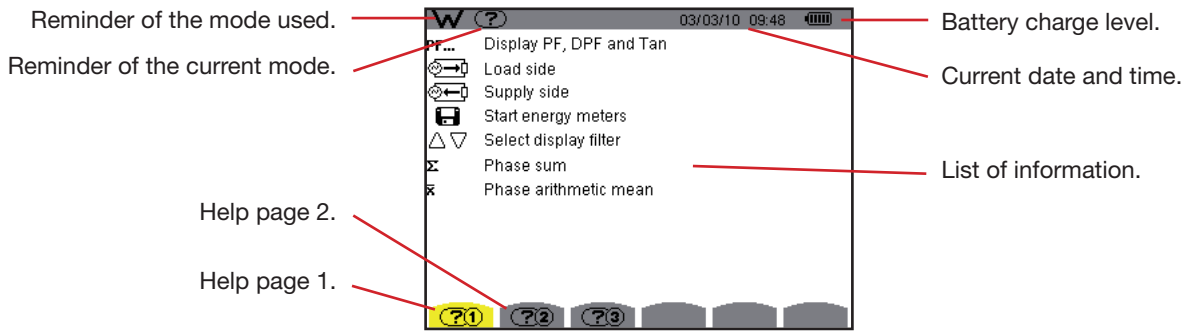 Reminder of the mode used.
Reminder of the current mode.
Help page 2.
Help page 1.
W ? 03/03/10 09:48
PF... Display PF, DPF and Tan
Load side
Supply side
Start energy meters
Select display filter
Σ Phase sum
x̅ Phase arithmetic mean
?1 ?2 ?3
Battery charge level.
Current date and time.
List of information.